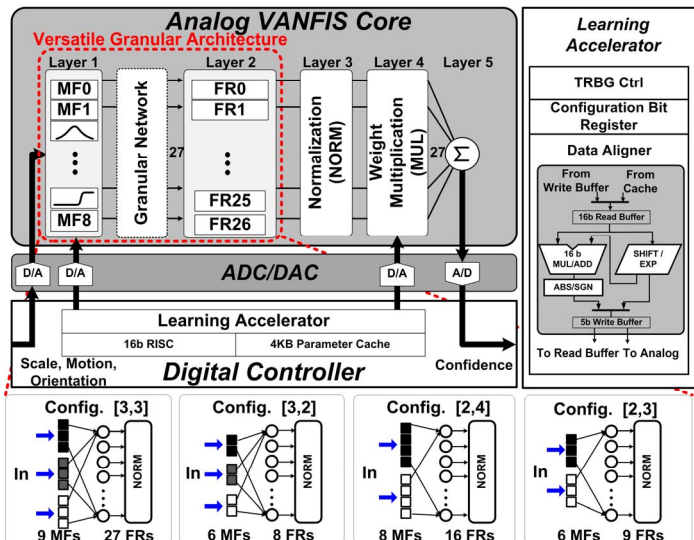 Analog VANFIS Core
Versatile Granular Architecture
Layer 1
Layer 2
Layer 3
Layer 4
Layer 5
MF0
MF1
MF8
Granular Network
27
FR0
FR1
FR25
FR26
Normalization
(NORM)
Weight
Multiplication
(MUL)
27
Σ
D/A
D/A
ADC/DAC
D/A
A/D
Learning Accelerator
16b RISC
4KB Parameter Cache
Scale, Motion,
Orientation
Digital Controller
Confidence
Learning
Accelerator
TRBG Ctrl
Configuration Bit
Register
Data Aligner
From
Write Buffer
From
Cache
16b Read Buffer
16 b
MUL/ADD
SHIFT /
EXP
ABS/SGN
5b Write Buffer
To Read Buffer
To Analog
Config. [3,3]
In
NORM
9 MFs
27 FRs
Config. [3,2]
NORM
6 MFs
8 FRs
Config. [2,4]
In
NORM
8 MFs
16 FRs
Config. [2,3]
In
NORM
6 MFs
9 FRs